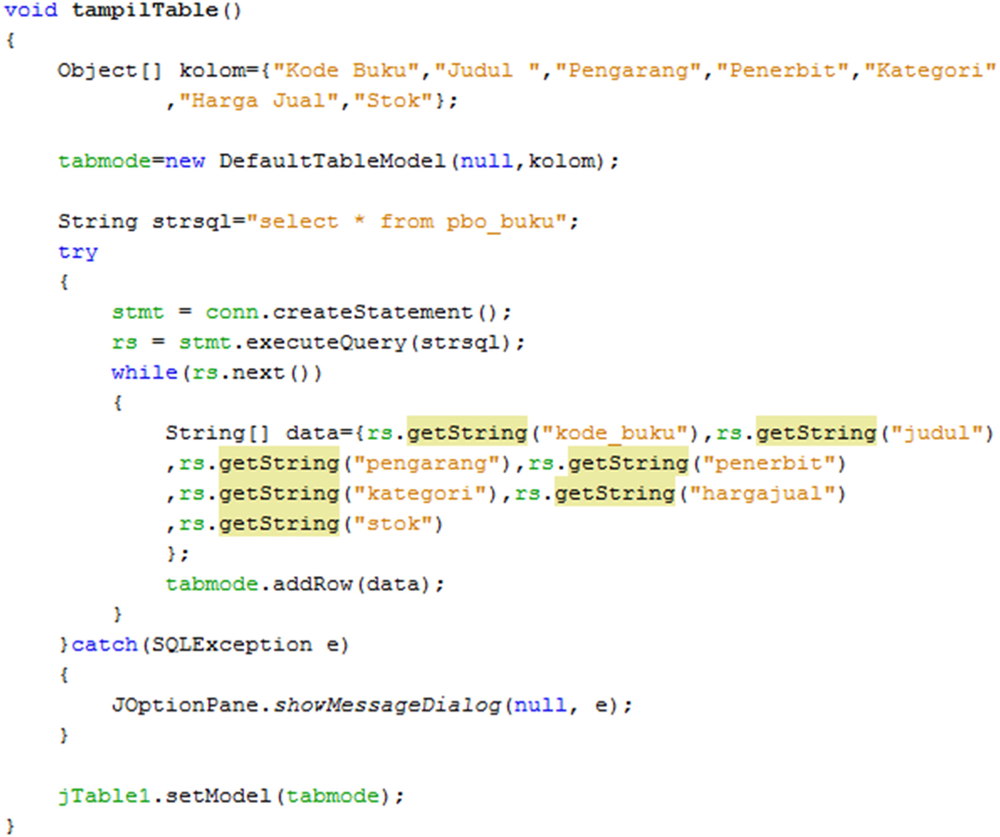 void tampilTable()
{
    Object[] kolom={"Kode Buku","Judul ","Pengarang","Penerbit","Kategori"
            ,"Harga Jual","Stok"};

    tabmode=new DefaultTableModel(null,kolom);

    String strsql="select * from pbo_buku";
    try
    {
        stmt = conn.createStatement();
        rs = stmt.executeQuery(strsql);
        while(rs.next())
        {
            String[] data={rs.getString("kode_buku"),rs.getString("judul")
            ,rs.getString("pengarang"),rs.getString("penerbit")
            ,rs.getString("kategori"),rs.getString("hargajual")
            ,rs.getString("stok")
            };
            tabmode.addRow(data);
        }
    }catch(SQLException e)
    {
        JOptionPane.showMessageDialog(null, e);
    }

    jTable1.setModel(tabmode);
}